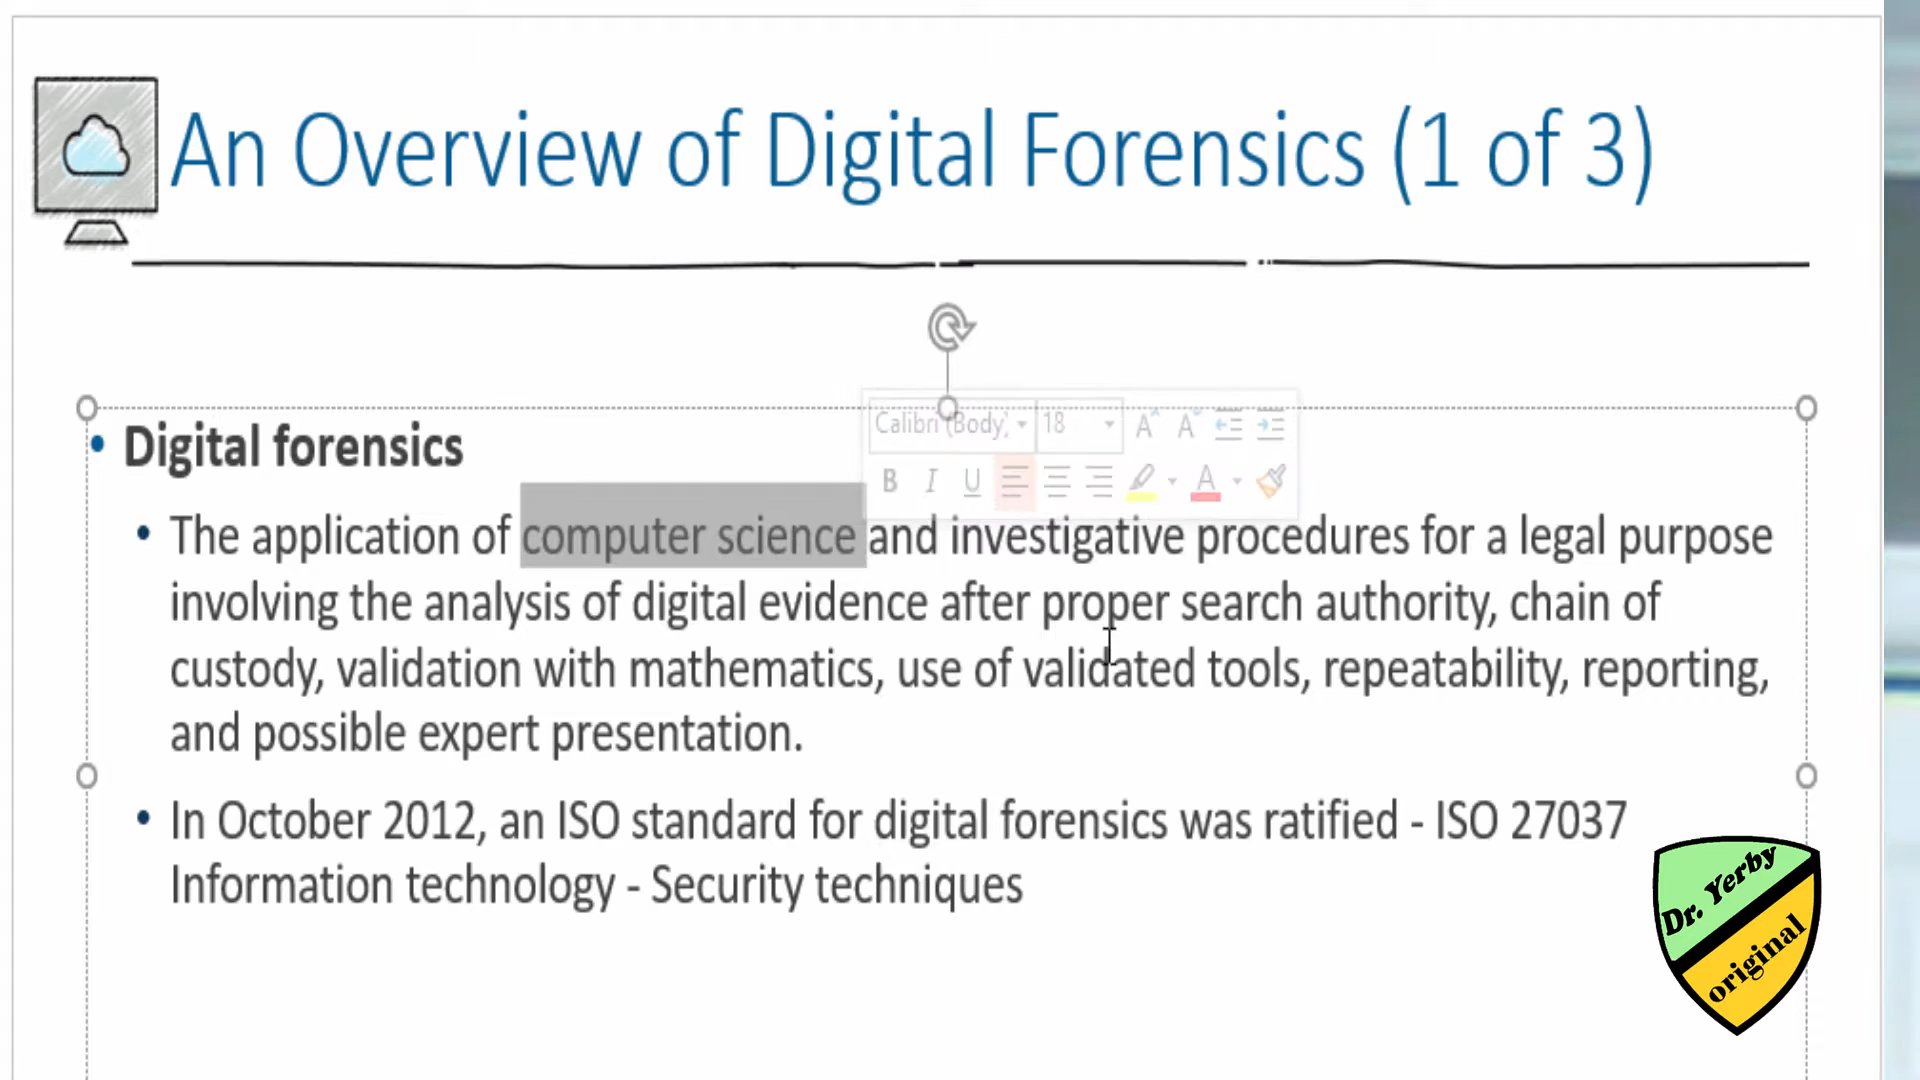 An Overview of Digital Forensics (1 of 3)
Calibri (Body) 18
B I U A
• Digital forensics
• The application of computer science and investigative procedures for a legal purpose
involving the analysis of digital evidence after proper search authority, chain of
custody, validation with mathematics, use of validated tools, repeatability, reporting,
and possible expert presentation.
• In October 2012, an ISO standard for digital forensics was ratified - ISO 27037
Information technology - Security techniques
Dr. Yerby
original